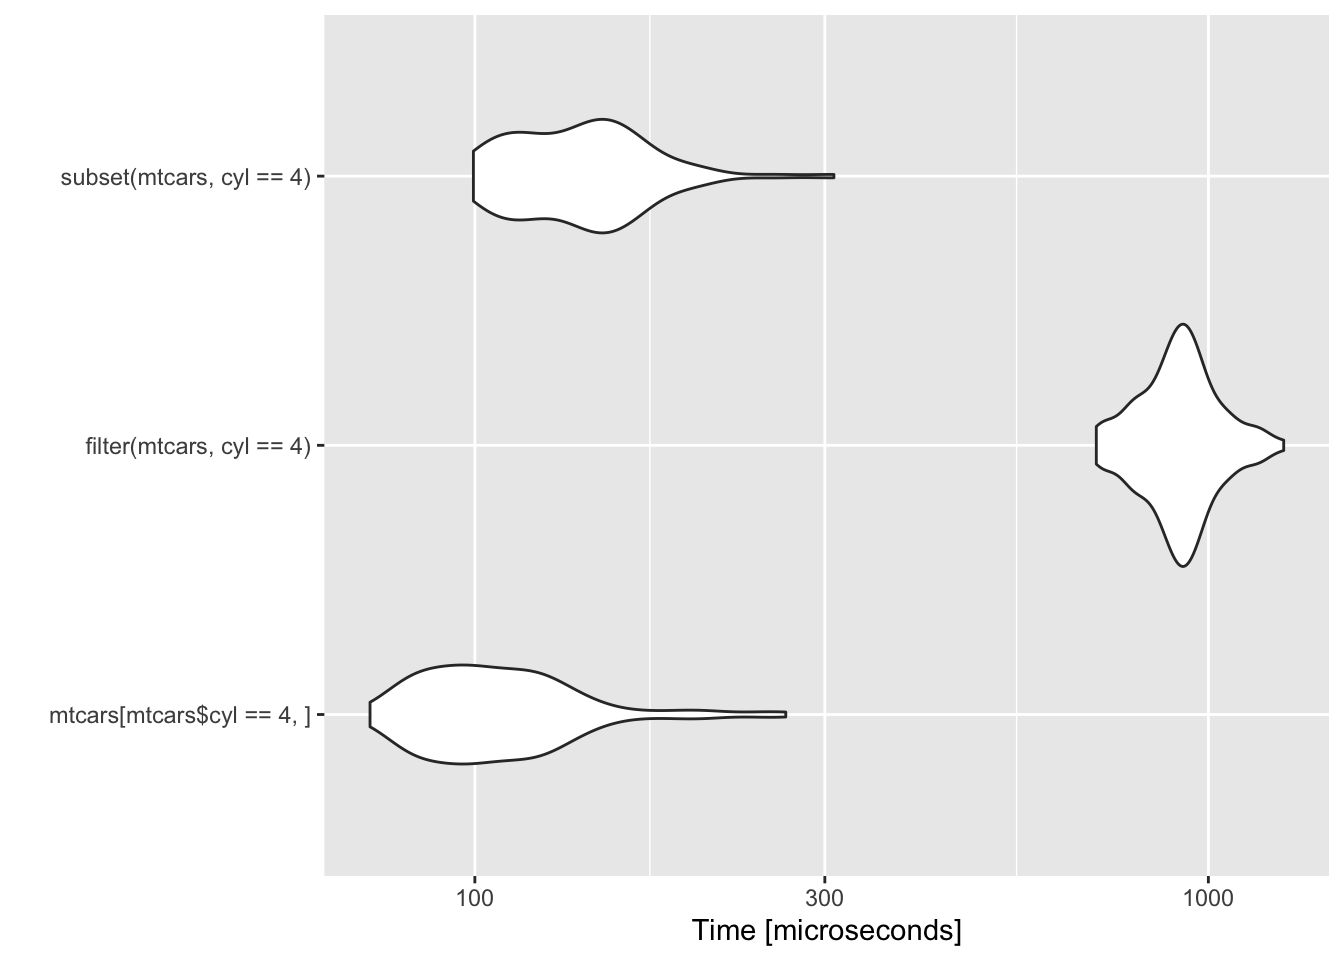 subset(mtcars, cyl == 4)
filter(mtcars, cyl == 4)
mtcars[mtcars$cyl == 4, ]
100 300 1000
Time [microseconds]